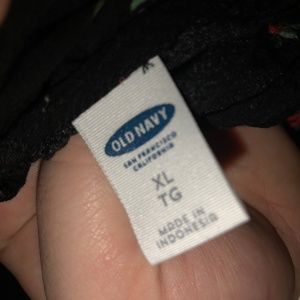 OLD NAVY
SAN FRANCISCO
CALIFORNIA
XL
TG
MADE IN
INDONESIA